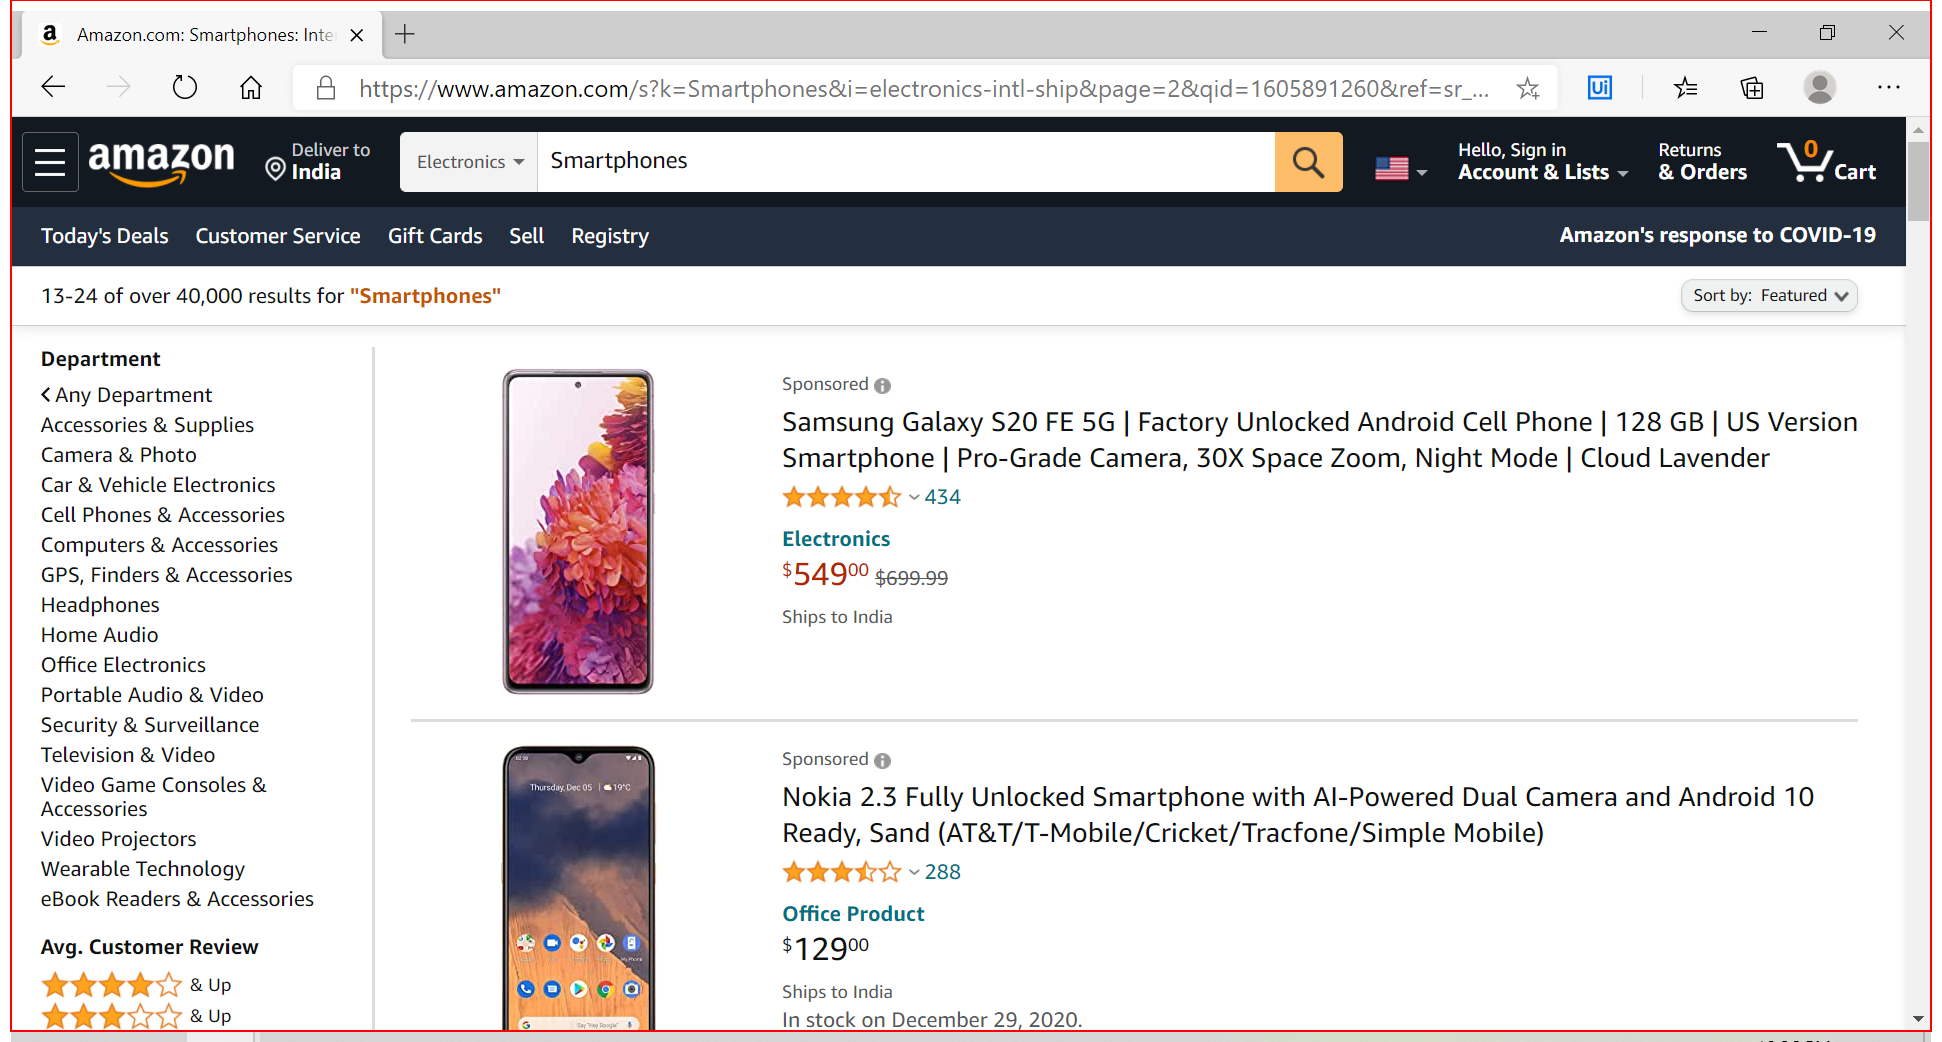 Amazon.com: Smartphones: Inte
https://www.amazon.com/s?k=Smartphones&i=electronics-intl-ship&page=2&qid=1605891260&ref=sr_...
Ui
amazon
Deliver to
India
Electronics
Smartphones
Hello, Sign in
Account & Lists
Returns
& Orders
0
Cart
Today's Deals Customer Service Gift Cards Sell Registry
Amazon's response to COVID-19
13-24 of over 40,000 results for "Smartphones"
Sort by: Featured
Department
Any Department
Accessories & Supplies
Camera & Photo
Car & Vehicle Electronics
Cell Phones & Accessories
Computers & Accessories
GPS, Finders & Accessories
Headphones
Home Audio
Office Electronics
Portable Audio & Video
Security & Surveillance
Television & Video
Video Game Consoles &
Accessories
Video Projectors
Wearable Technology
eBook Readers & Accessories
Avg. Customer Review
& Up
& Up
Sponsored
Samsung Galaxy S20 FE 5G | Factory Unlocked Android Cell Phone | 128 GB | US Version
Smartphone | Pro-Grade Camera, 30X Space Zoom, Night Mode | Cloud Lavender
434
Electronics
$54900 $699.99
Ships to India
Thursday, Dec 05 | 19°C
Say "Hey Google"
Sponsored
Nokia 2.3 Fully Unlocked Smartphone with AI-Powered Dual Camera and Android 10
Ready, Sand (AT&T/T-Mobile/Cricket/Tracfone/Simple Mobile)
288
Office Product
$12900
Ships to India
In stock on December 29, 2020.